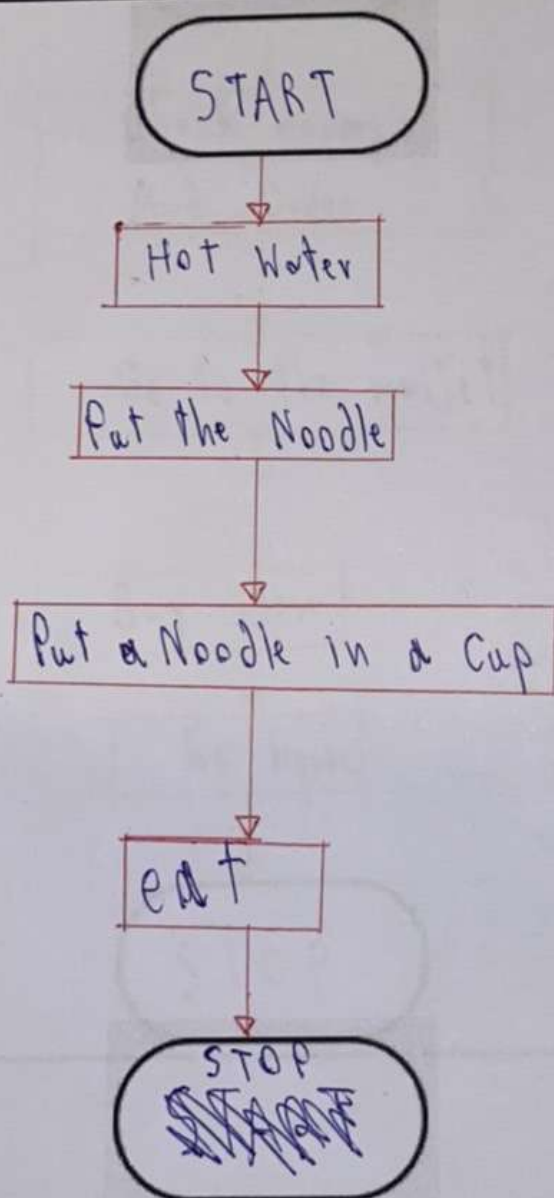 START
Hot Water
Put the Noodle
Put a Noodle in a Cup
eat
STOP